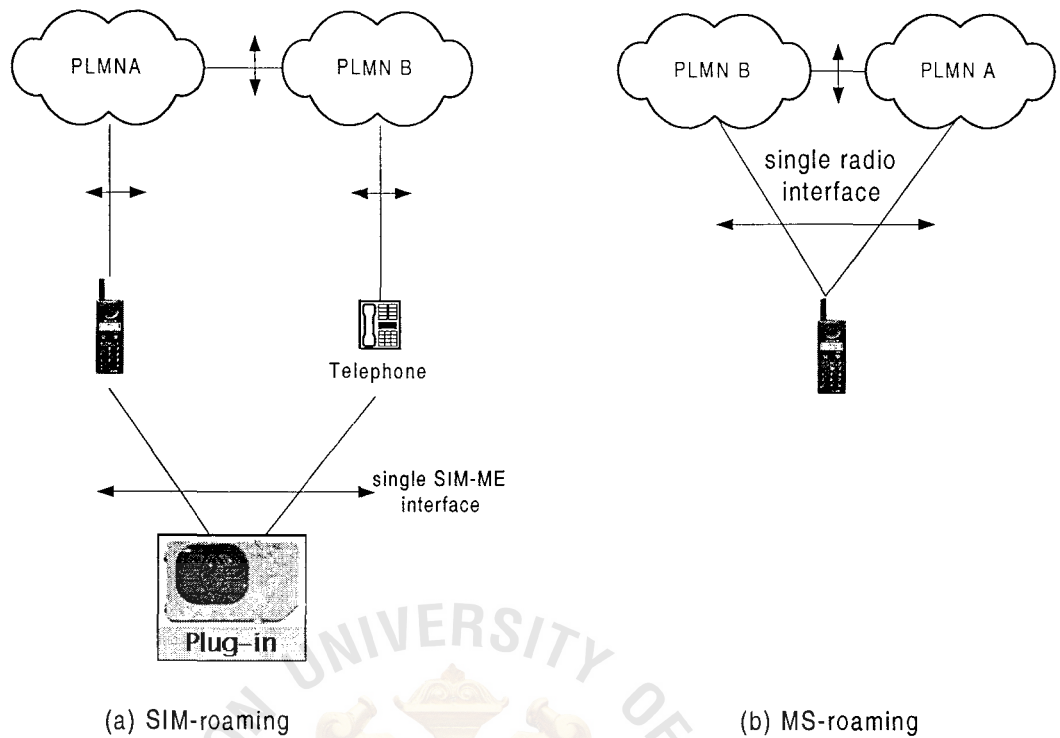 PLMNA
PLMN B
PLMN B
PLMN A
single radio
interface
Telephone
single SIM-ME
interface
Plug-in
UNIVERSITY
(a) SIM-roaming
(b) MS-roaming